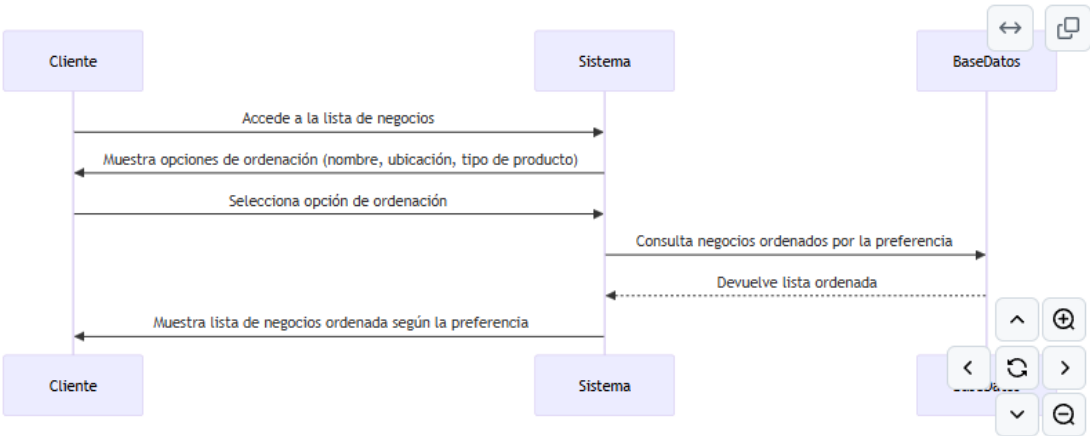 Cliente
Sistema
BaseDatos
Accede a la lista de negocios
Muestra opciones de ordenación (nombre, ubicación, tipo de producto)
Selecciona opción de ordenación
Consulta negocios ordenados por la preferencia
Devuelve lista ordenada
Muestra lista de negocios ordenada según la preferencia
Cliente
Sistema